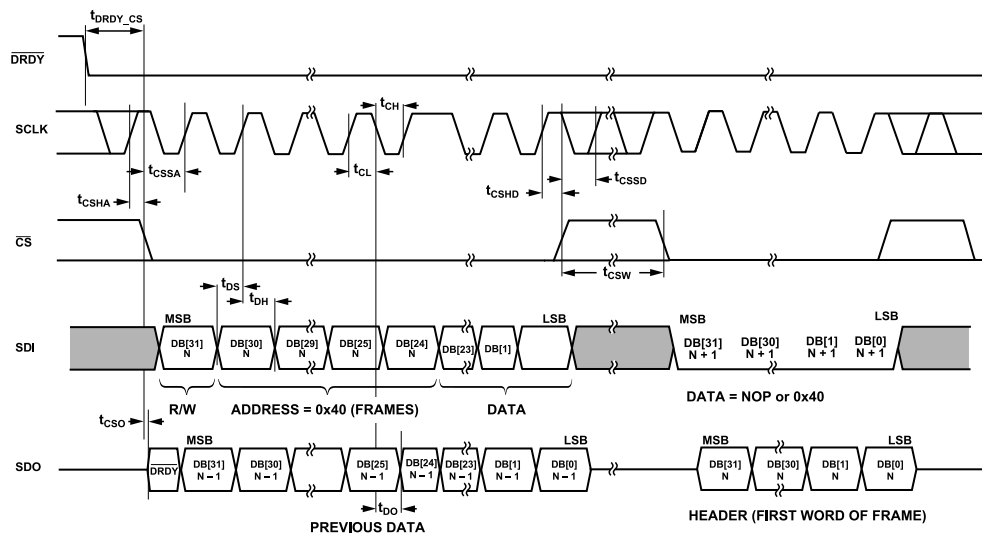 tDRDY_CS
DRDY
SCLK
tCH
tCSSA
tCL
tCSHD
tCSSD
tCSHA
CS
tCSW
tDS
tDH
MSB
LSB
MSB
LSB
SDI
DB[31] N
DB[30] N
DB[29] N
DB[25] N
DB[24] N
DB[23]
DB[1]
DB[31] N + 1
DB[30] N + 1
DB[1] N + 1
DB[0] N + 1
R/W
ADDRESS = 0x40 (FRAMES)
DATA
DATA = NOP or 0x40
tCSO
MSB
LSB
MSB
LSB
SDO
DRDY
DB[31] N – 1
DB[30] N – 1
DB[25] N – 1
DB[24] N – 1
DB[23] N – 1
DB[1] N – 1
DB[0] N – 1
DB[31] N
DB[30] N
DB[1] N
DB[0] N
tDO
PREVIOUS DATA
HEADER (FIRST WORD OF FRAME)